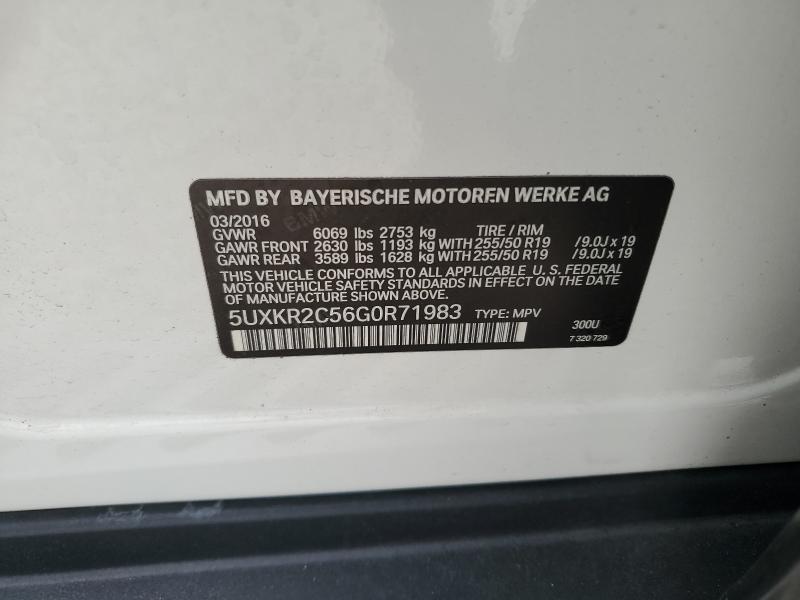 MFD BY BAYERISCHE MOTOREN WERKE AG
03/2016
GVWR 6069 lbs 2753 kg TIRE / RIM
GAWR FRONT 2630 lbs 1193 kg WITH 255/50 R19 / 9.0J x 19
GAWR REAR 3589 lbs 1628 kg WITH 255/50 R19 / 9.0J x 19
THIS VEHICLE CONFORMS TO ALL APPLICABLE U. S. FEDERAL
MOTOR VEHICLE SAFETY STANDARDS IN EFFECT ON THE DATE
OF MANUFACTURE SHOWN ABOVE.
5UXKR2C56G0R71983 TYPE: MPV
300U
7 320 729